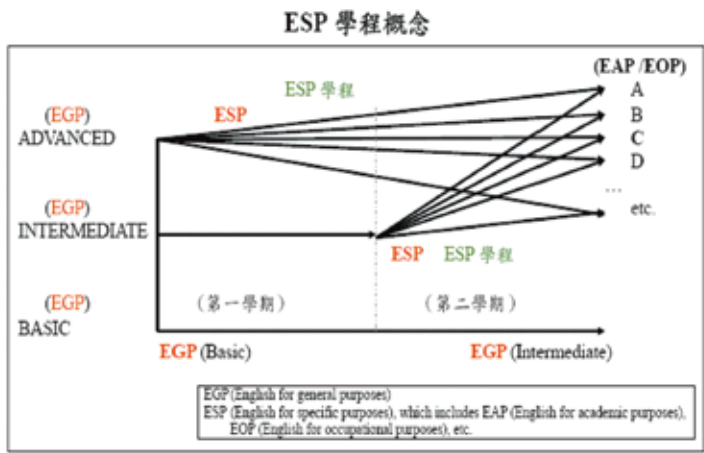 ESP 學程概念
(EAP /EOP)
ESP 學程
A
(EGP)
ESP
B
ADVANCED
C
D
...
(EGP)
etc.
INTERMEDIATE
ESP ESP 學程
(EGP)
(第一學期)
(第二學期)
BASIC
EGP (Basic)
EGP (Intermediate)
EGP (English for general purposes)
ESP (English for specific purposes), which includes EAP (English for academic purposes),
EOP (English for occupational purposes), etc.